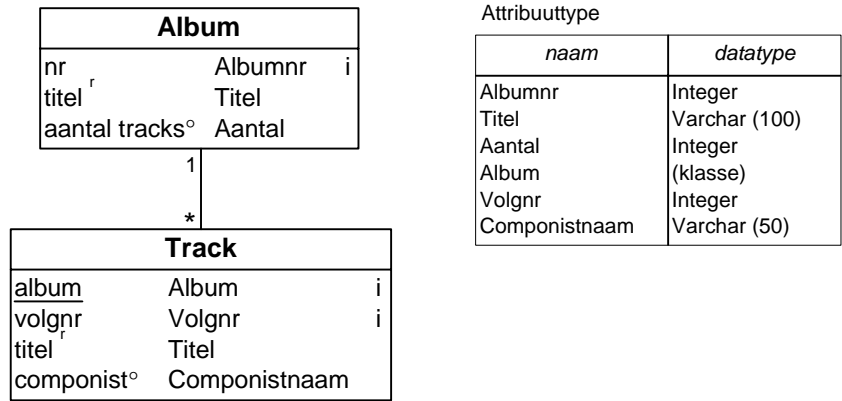 Album
nr Albumnr i
titel r Titel
aantal tracks° Aantal
1
*
Track
album Album i
volgnr Volgnr i
titel r Titel
componist° Componistnaam
Attribuuttype
naam datatype
Albumnr Integer
Titel Varchar (100)
Aantal Integer
Album (klasse)
Volgnr Integer
Componistnaam Varchar (50)